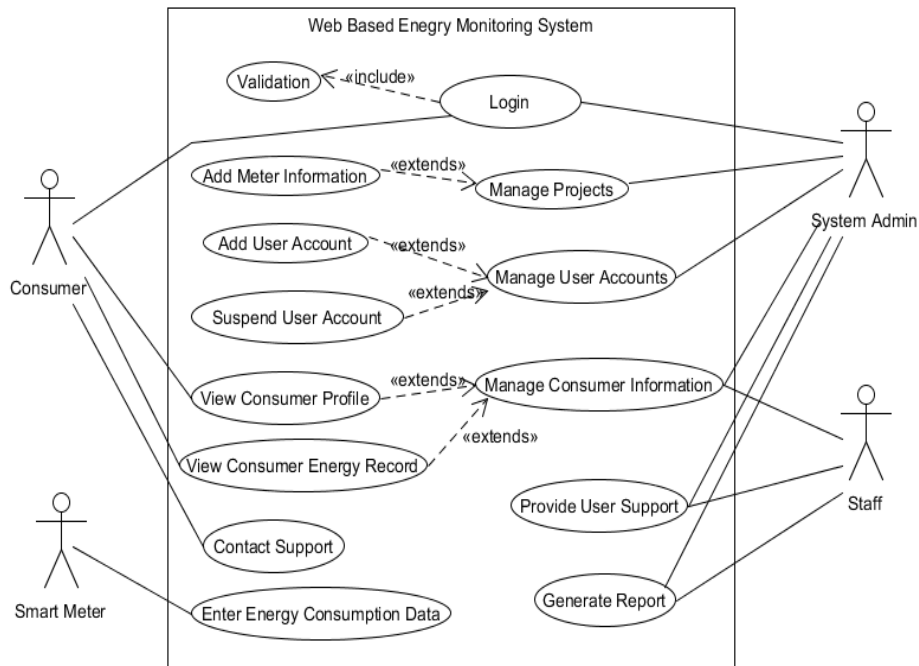 Web Based Enegry Monitoring System
Validation
«include»
Login
Add Meter Information
«extends»
Manage Projects
System Admin
Add User Account
«extends»
Manage User Accounts
Consumer
Suspend User Account
«extends»
View Consumer Profile
«extends»
Manage Consumer Information
«extends»
View Consumer Energy Record
Provide User Support
Staff
Contact Support
Smart Meter
Enter Energy Consumption Data
Generate Report